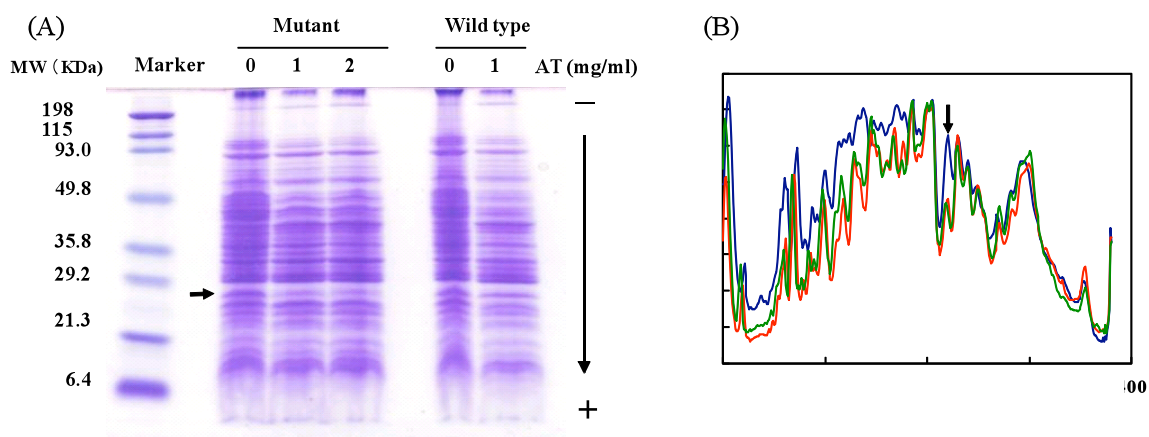 (A)
Mutant
Wild type
(B)
MW (KDa)
Marker
0
1
2
0
1
AT (mg/ml)
198
115
93.0
49.8
35.8
29.2
21.3
6.4
−
+